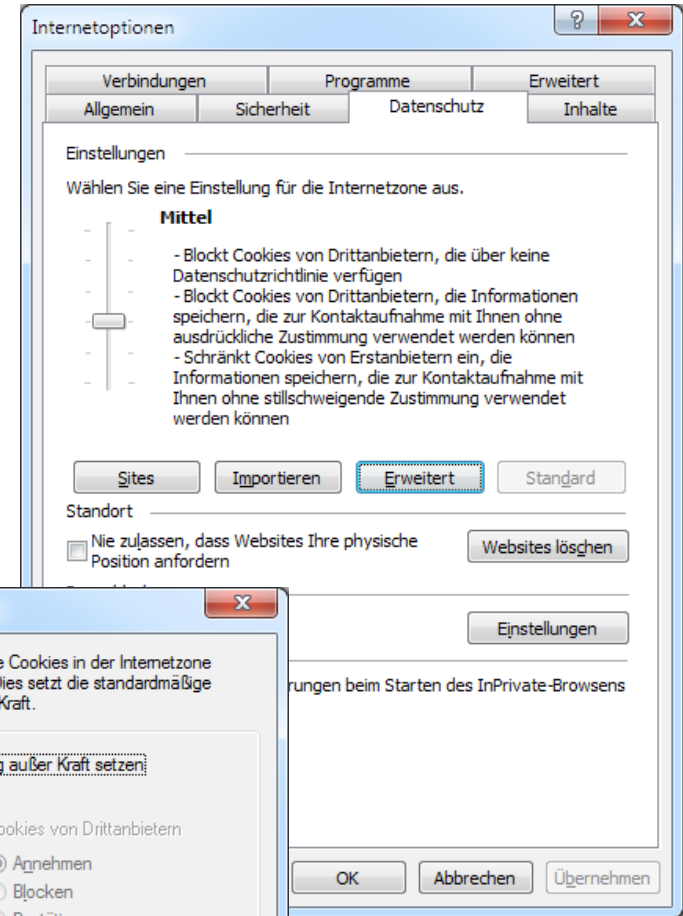 Internetoptionen
Verbindungen Programme Erweitert
Allgemein Sicherheit Datenschutz Inhalte
Einstellungen
Wählen Sie eine Einstellung für die Internetzone aus.
Mittel
- Blockt Cookies von Drittanbietern, die über keine
Datenschutzrichtlinie verfügen
- Blockt Cookies von Drittanbietern, die Informationen
speichern, die zur Kontaktaufnahme mit Ihnen ohne
ausdrückliche Zustimmung verwendet werden können
- Schränkt Cookies von Erstanbietern ein, die
Informationen speichern, die zur Kontaktaufnahme mit
Ihnen ohne stillschweigende Zustimmung verwendet
werden können
Sites Importieren Erweitert Standard
Standort
Nie zulassen, dass Websites Ihre physische
Position anfordern
Websites löschen
Einstellungen
rungen beim Starten des InPrivate-Browsens
OK Abbrechen Übernehmen
Cookies in der Internetzone
Dies setzt die standardmäßige
Kraft.
außer Kraft setzen
ookies von Drittanbietern
Annehmen
Blocken